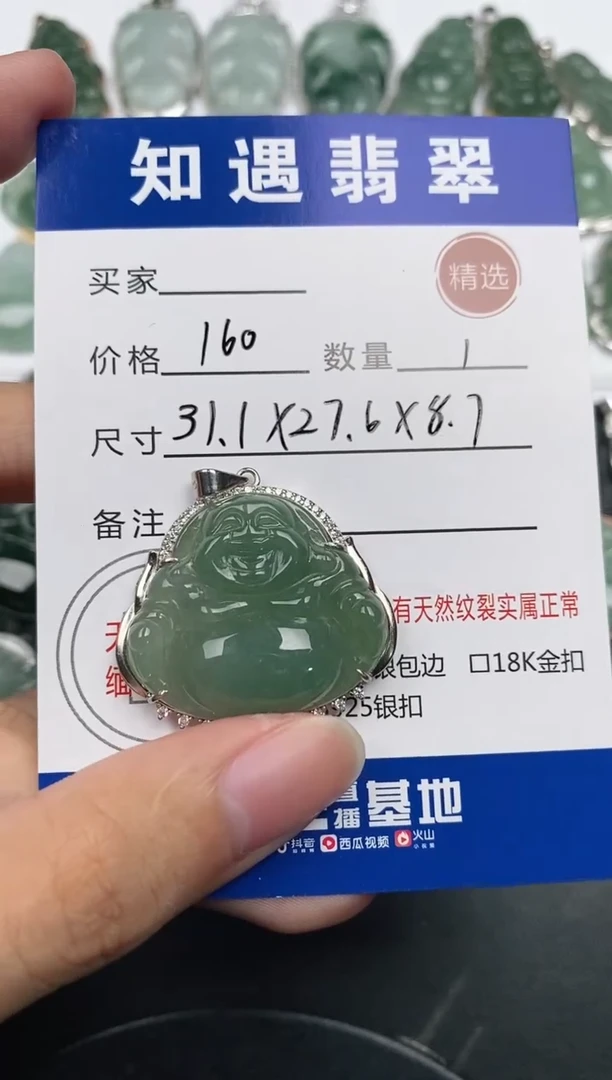 知遇翡翠
买家
精选
价格 160 数量 1
尺寸 31.1X27.6X8.7
备注
有天然纹裂实属正常
银包边 口18K金扣
925银扣
播基地
抖音 西瓜视频 火山